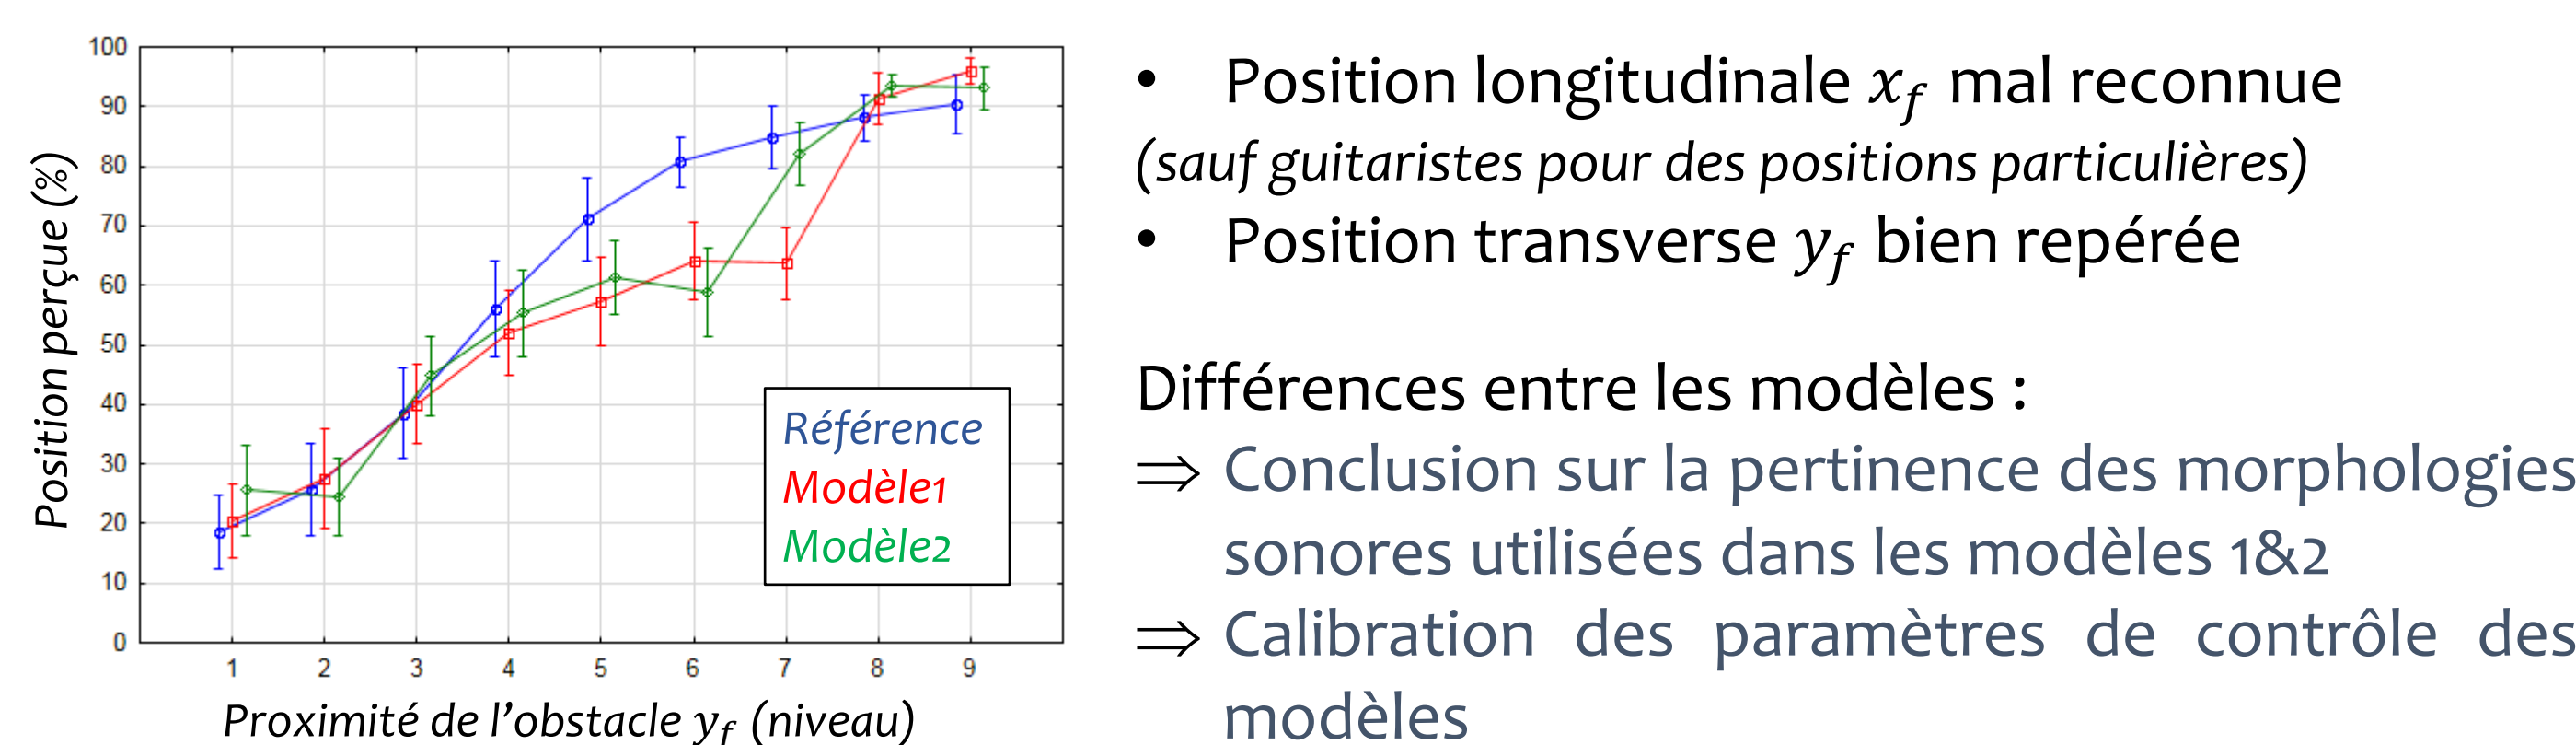 Position perçue (%)
100
90
80
70
60
50
40
30
20
10
0
1 2 3 4 5 6 7 8 9
Proximité de l'obstacle y_f (niveau)
Référence
Modèle1
Modèle2
• Position longitudinale x_f mal reconnue
(sauf guitaristes pour des positions particulières)
• Position transverse y_f bien repérée
Différences entre les modèles :
⇒ Conclusion sur la pertinence des morphologies
sonores utilisées dans les modèles 1&2
⇒ Calibration des paramètres de contrôle des
modèles